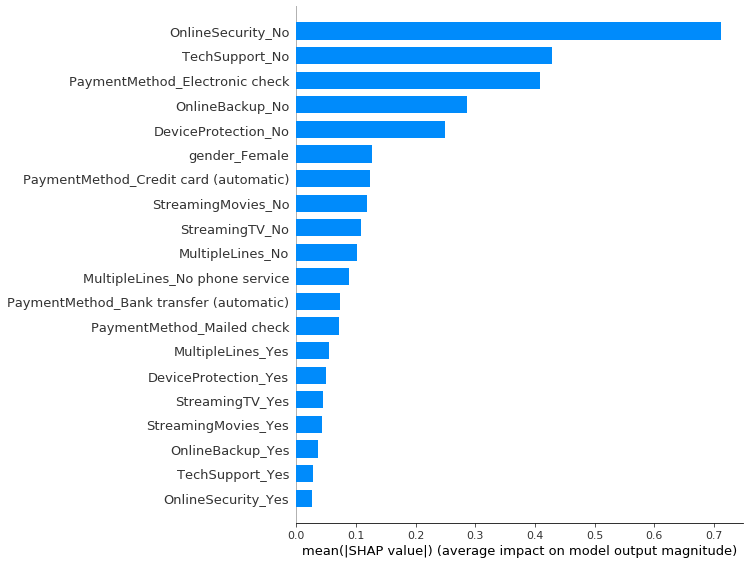 OnlineSecurity_No
TechSupport_No
PaymentMethod_Electronic check
OnlineBackup_No
DeviceProtection_No
gender_Female
PaymentMethod_Credit card (automatic)
StreamingMovies_No
StreamingTV_No
MultipleLines_No
MultipleLines_No phone service
PaymentMethod_Bank transfer (automatic)
PaymentMethod_Mailed check
MultipleLines_Yes
DeviceProtection_Yes
StreamingTV_Yes
StreamingMovies_Yes
OnlineBackup_Yes
TechSupport_Yes
OnlineSecurity_Yes
0.0 0.1 0.2 0.3 0.4 0.5 0.6 0.7
mean(|SHAP value|) (average impact on model output magnitude)